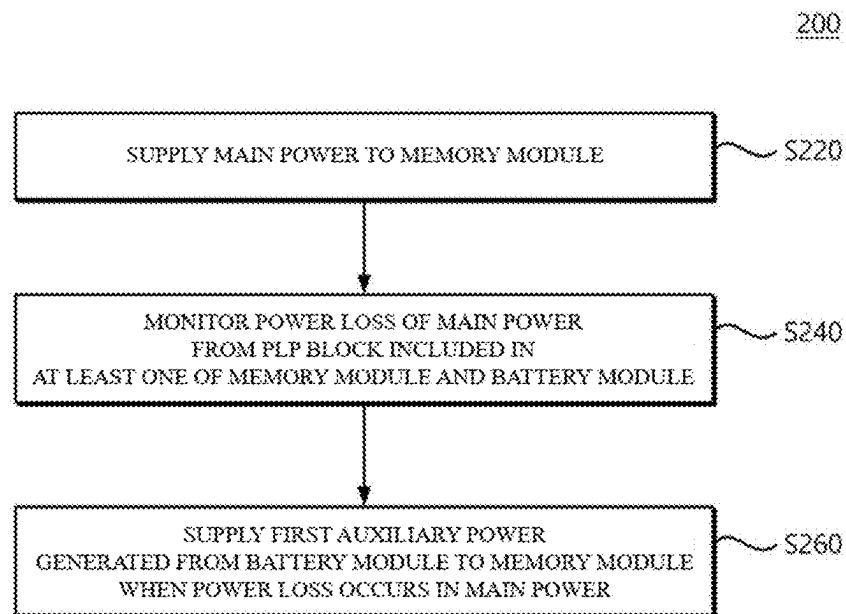 200
SUPPLY MAIN POWER TO MEMORY MODULE
S220
MONITOR POWER LOSS OF MAIN POWER
FROM PLP BLOCK INCLUDED IN
AT LEAST ONE OF MEMORY MODULE AND BATTERY MODULE
S240
SUPPLY FIRST AUXILIARY POWER
GENERATED FROM BATTERY MODULE TO MEMORY MODULE
WHEN POWER LOSS OCCURS IN MAIN POWER
S260